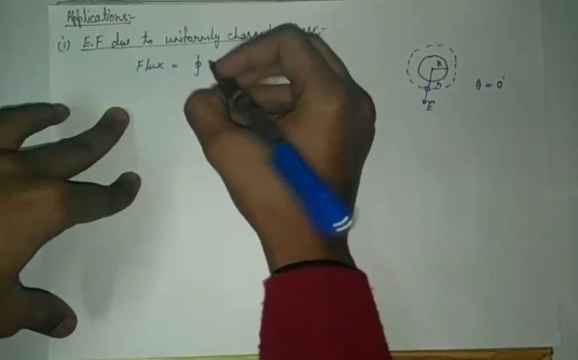 Applications:-
(i) E.F due to uniformly charged
Flux = ∮
R
E
θ = 0°